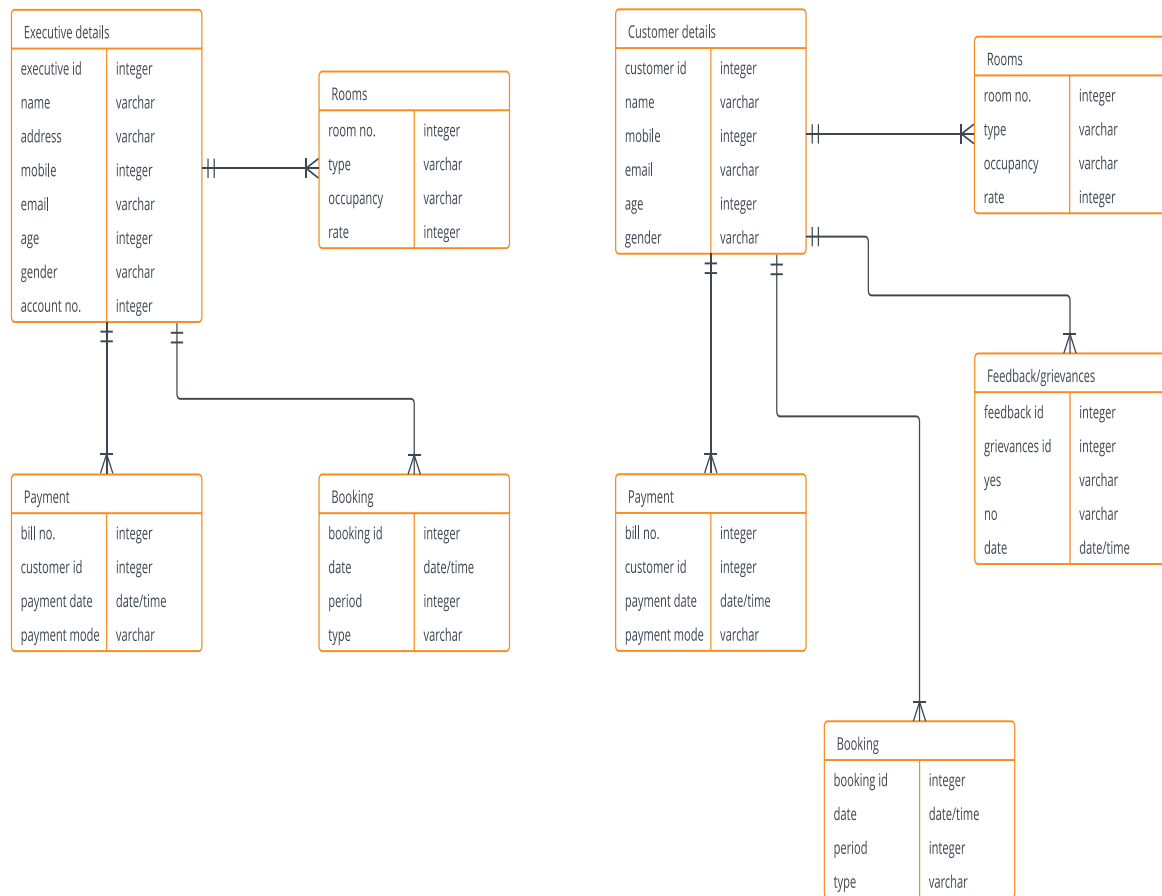 Executive details
executive id integer
name varchar
address varchar
mobile integer
email varchar
age integer
gender varchar
account no. integer
Rooms
room no. integer
type varchar
occupancy varchar
rate integer
Payment
bill no. integer
customer id integer
payment date date/time
payment mode varchar
Booking
booking id integer
date date/time
period integer
type varchar
Customer details
customer id integer
name varchar
mobile integer
email varchar
age integer
gender varchar
Rooms
room no. integer
type varchar
occupancy varchar
rate integer
Feedback/grievances
feedback id integer
grievances id integer
yes varchar
no varchar
date date/time
Payment
bill no. integer
customer id integer
payment date date/time
payment mode varchar
Booking
booking id integer
date date/time
period integer
type varchar